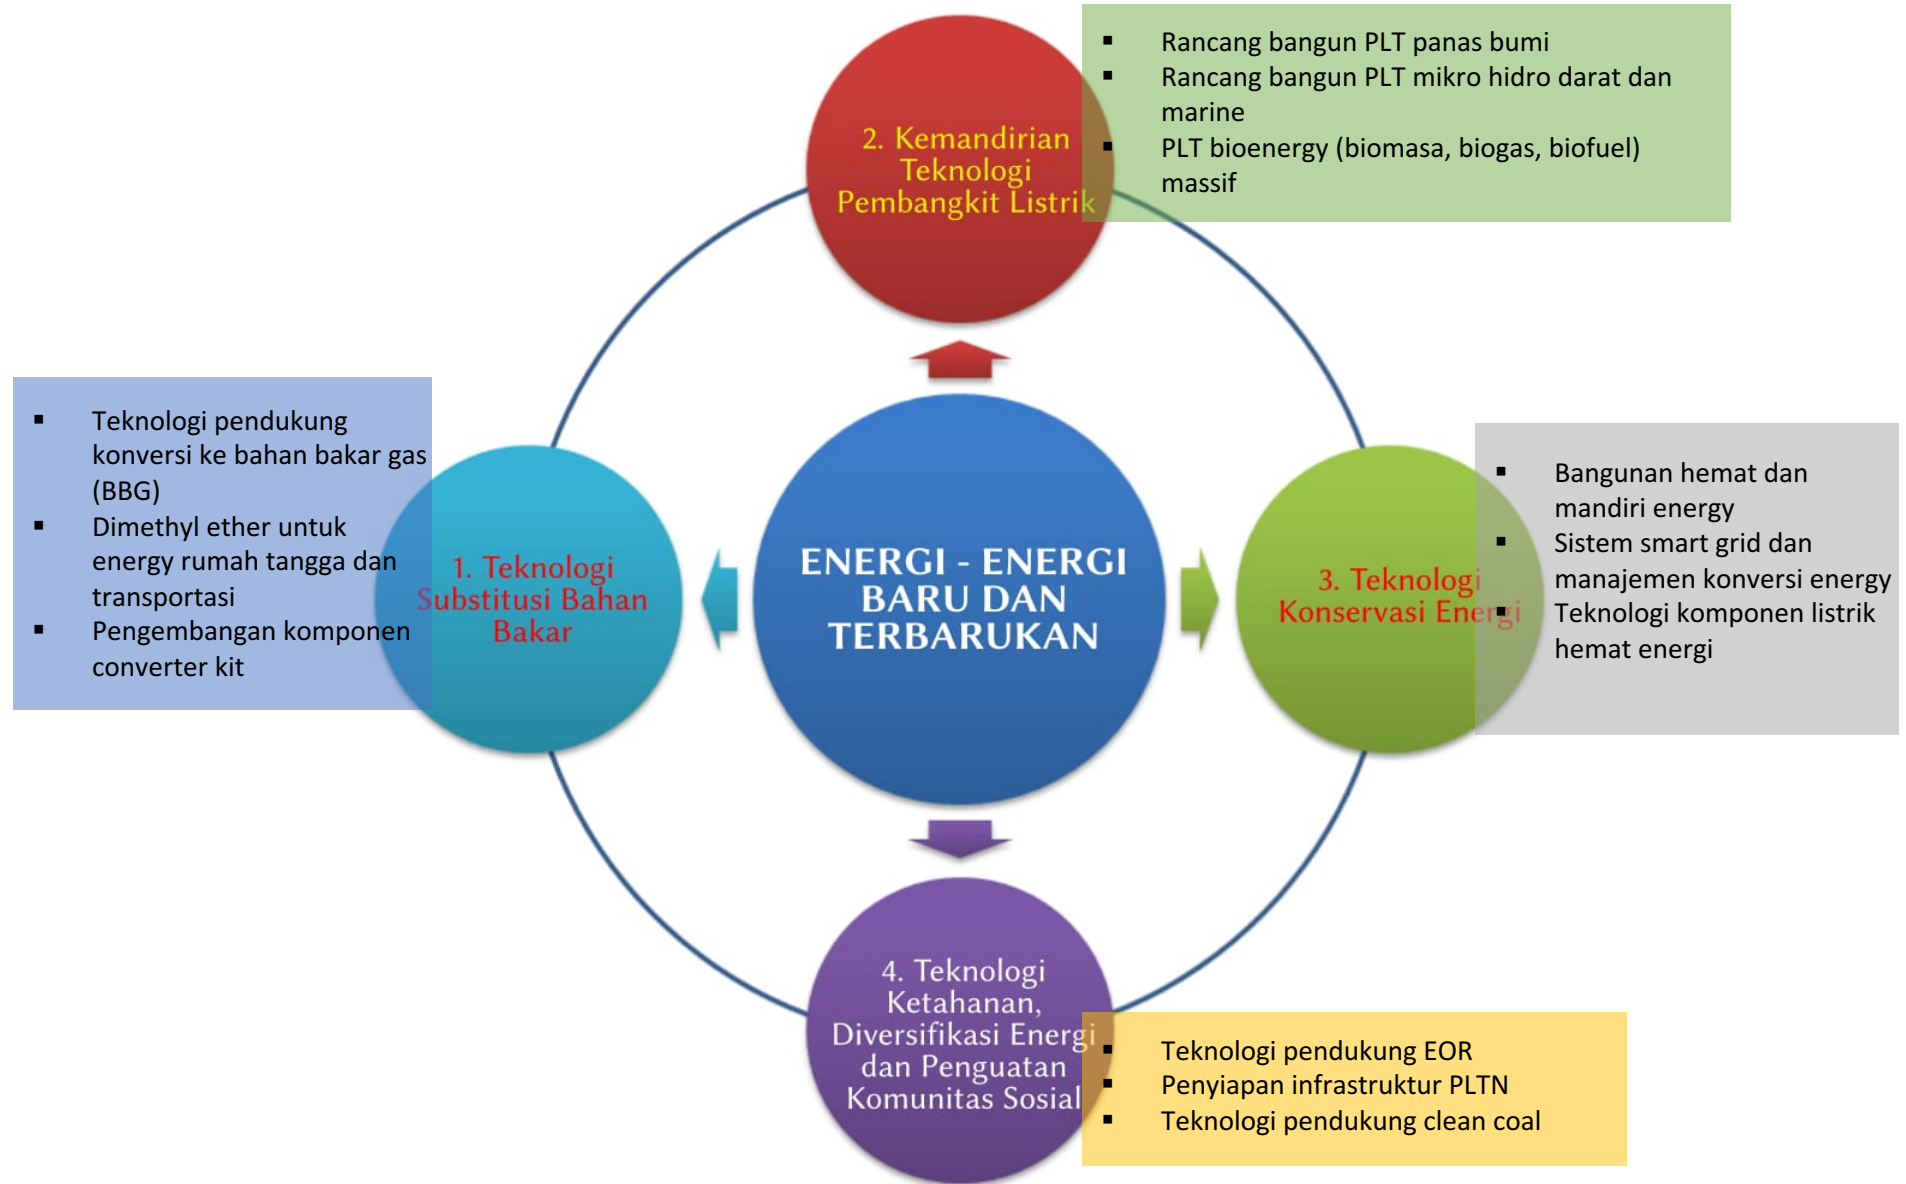 2. Kemandirian
Teknologi
Pembangkit Listrik
▪ Rancang bangun PLT panas bumi
▪ Rancang bangun PLT mikro hidro darat dan
marine
▪ PLT bioenergy (biomasa, biogas, biofuel)
massif
▪ Teknologi pendukung
konversi ke bahan bakar gas
(BBG)
▪ Dimethyl ether untuk
energy rumah tangga dan
transportasi
▪ Pengembangan komponen
converter kit
1. Teknologi
Substitusi Bahan
Bakar
ENERGI - ENERGI
BARU DAN
TERBARUKAN
3. Teknologi
Konservasi Energi
▪ Bangunan hemat dan
mandiri energy
▪ Sistem smart grid dan
manajemen konversi energy
▪ Teknologi komponen listrik
hemat energi
4. Teknologi
Ketahanan,
Diversifikasi Energi
dan Penguatan
Komunitas Sosial
▪ Teknologi pendukung EOR
▪ Penyiapan infrastruktur PLTN
▪ Teknologi pendukung clean coal